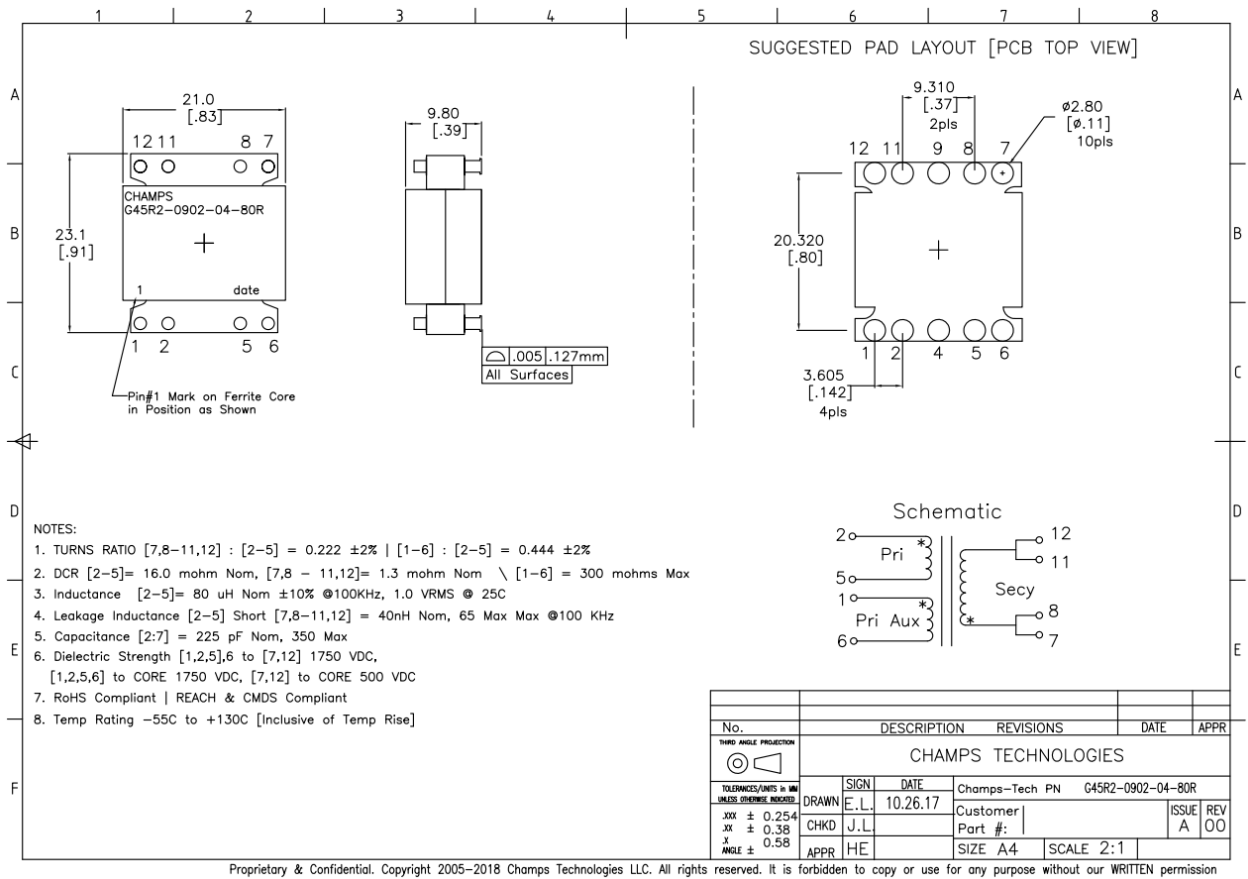 1 2 3 4 5 6 7 8
SUGGESTED PAD LAYOUT [PCB TOP VIEW]
A A
21.0
[.83]
12 11 8 7
CHAMPS
G45R2-0902-04-80R
23.1
[.91]
1 date
1 2 5 6
Pin#1 Mark on Ferrite Core
in Position as Shown
9.80
[.39]
⌓ .005 .127mm
All Surfaces
9.310
[.37]
2pls
ø2.80
[ø.11]
10pls
12 11 9 8 7
B B
20.320
[.80]
1 2 4 5 6
3.605
[.142]
4pls
C C
D D
NOTES:
1. TURNS RATIO [7,8-11,12] : [2-5] = 0.222 ±2% | [1-6] : [2-5] = 0.444 ±2%
2. DCR [2-5]= 16.0 mohm Nom, [7,8 - 11,12]= 1.3 mohm Nom \ [1-6] = 300 mohms Max
3. Inductance [2-5]= 80 uH Nom ±10% @100KHz, 1.0 VRMS @ 25C
4. Leakage Inductance [2-5] Short [7,8-11,12] = 40nH Nom, 65 Max Max @100 KHz
5. Capacitance [2:7] = 225 pF Nom, 350 Max
6. Dielectric Strength [1,2,5],6 to [7,12] 1750 VDC,
[1,2,5,6] to CORE 1750 VDC, [7,12] to CORE 500 VDC
7. RoHS Compliant | REACH & CMDS Compliant
8. Temp Rating -55C to +130C [Inclusive of Temp Rise]
Schematic
2 * 12
Pri 11
5 Secy
1 * 8
Pri Aux *
6 7
E E
F
No. DESCRIPTION REVISIONS DATE APPR
THIRD ANGLE PROJECTION
CHAMPS TECHNOLOGIES
TOLERANCES/UNITS in MM
UNLESS OTHERWISE INDICATED
.XXX ± 0.254
.XX ± 0.38
.X 0.58
ANGLE ±
SIGN DATE
DRAWN E.L. 10.26.17
CHKD J.L.
APPR HE
Champs-Tech PN G45R2-0902-04-80R
Customer
Part #:
ISSUE REV
A 00
SIZE A4 SCALE 2:1
Proprietary & Confidential. Copyright 2005-2018 Champs Technologies LLC. All rights reserved. It is forbidden to copy or use for any purpose without our WRITTEN permission